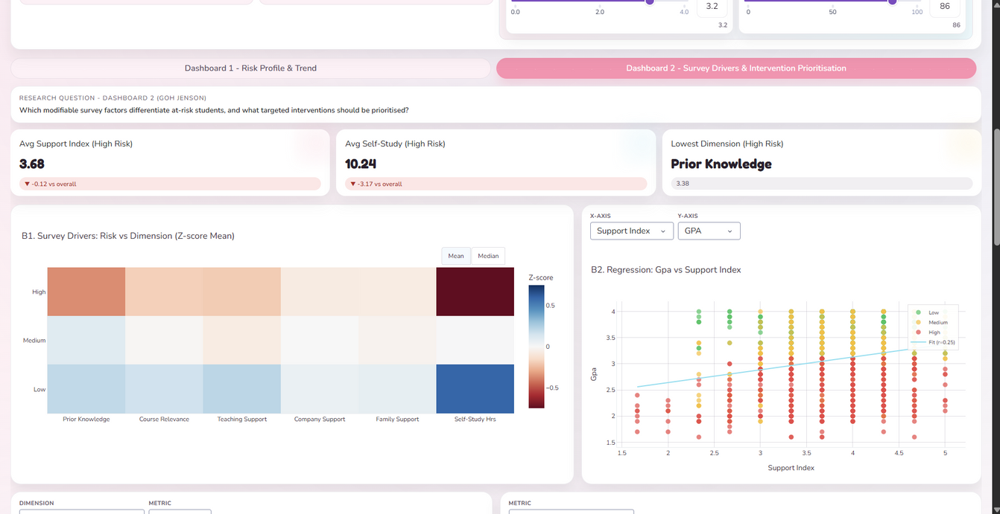 0.0 2.0 4.0 3.2
3.2
0 50 100 86
86
Dashboard 1 - Risk Profile & Trend
Dashboard 2 - Survey Drivers & Intervention Prioritisation
RESEARCH QUESTION - DASHBOARD 2 (GOH JENSON)
Which modifiable survey factors differentiate at-risk students, and what targeted interventions should be prioritised?
Avg Support Index (High Risk)
3.68
▼ -0.12 vs overall
Avg Self-Study (High Risk)
10.24
▼ -3.17 vs overall
Lowest Dimension (High Risk)
Prior Knowledge
3.38
B1. Survey Drivers: Risk vs Dimension (Z-score Mean)
Mean Median
High
Medium
Low
Prior Knowledge Course Relevance Teaching Support Company Support Family Support Self-Study Hrs
Z-score
0.5
0
−0.5
X-AXIS Y-AXIS
Support Index GPA
B2. Regression: Gpa vs Support Index
Low
Medium
High
Fit (r=0.25)
Gpa
4
3.5
3
2.5
2
1.5
1.5 2 2.5 3 3.5 4 4.5 5
Support Index
DIMENSION METRIC
METRIC